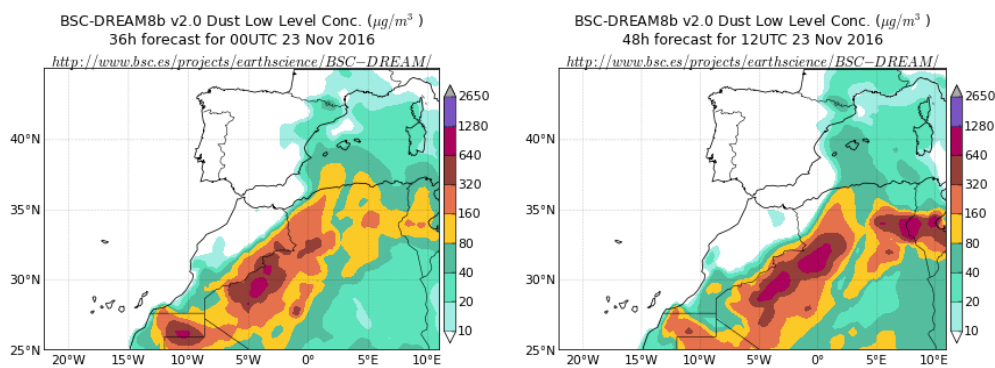 BSC-DREAM8b v2.0 Dust Low Level Conc. (μg/m³ )
36h forecast for 00UTC 23 Nov 2016
http://www.bsc.es/projects/earthscience/BSC−DREAM/
40°N
35°N
30°N
25°N
20°W
15°W
10°W
5°W
0°
5°E
10°E
2650
1280
640
320
160
80
40
20
10
BSC-DREAM8b v2.0 Dust Low Level Conc. (μg/m³ )
48h forecast for 12UTC 23 Nov 2016
http://www.bsc.es/projects/earthscience/BSC−DREAM/
40°N
35°N
30°N
25°N
20°W
15°W
10°W
5°W
0°
5°E
10°E
2650
1280
640
320
160
80
40
20
10